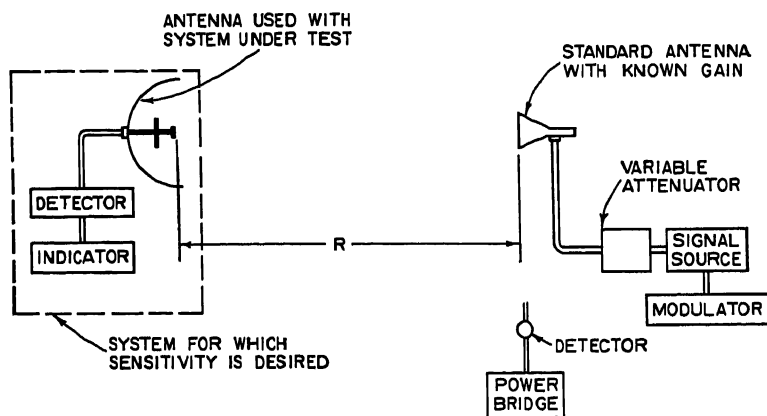 ANTENNA USED WITH
SYSTEM UNDER TEST
STANDARD ANTENNA
WITH KNOWN GAIN
VARIABLE
ATTENUATOR
DETECTOR
INDICATOR
R
SIGNAL
SOURCE
MODULATOR
SYSTEM FOR WHICH
SENSITIVITY IS DESIRED
DETECTOR
POWER
BRIDGE